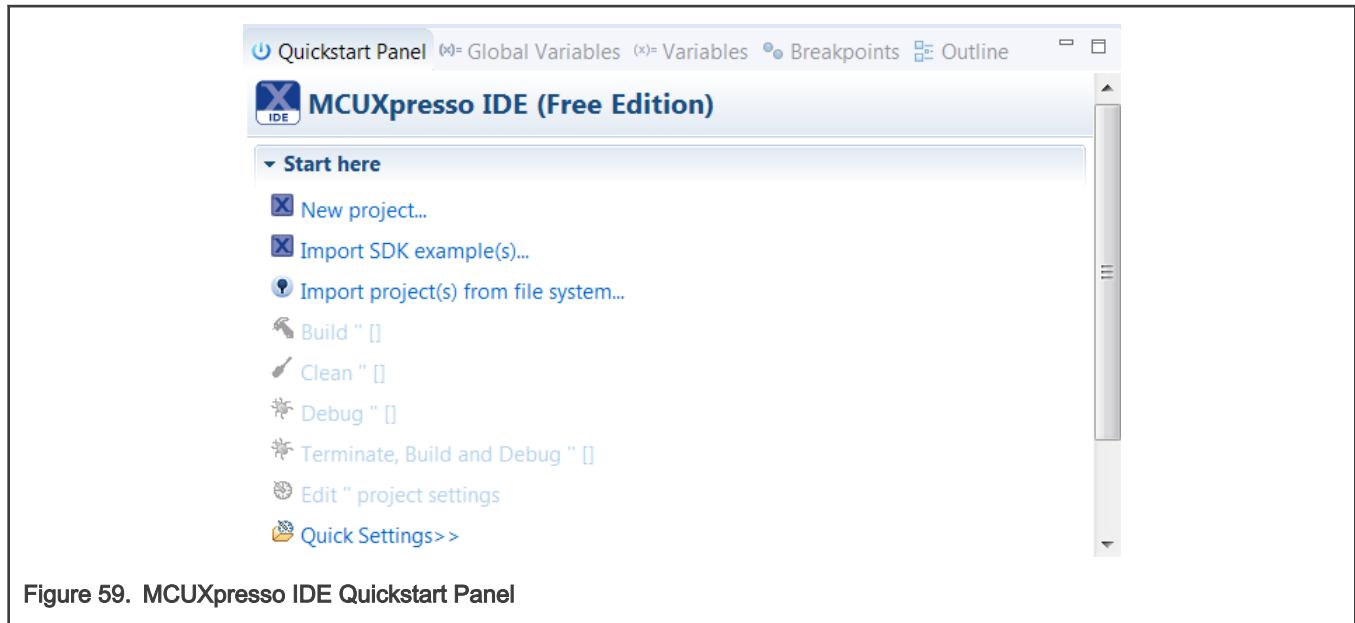 Quickstart Panel (x)= Global Variables (x)= Variables Breakpoints Outline
X
IDE
MCUXpresso IDE (Free Edition)
Start here
X New project...
X Import SDK example(s)...
Import project(s) from file system...
Build '' []
Clean '' []
Debug '' []
Terminate, Build and Debug '' []
Edit '' project settings
Quick Settings>>
Figure 59. MCUXpresso IDE Quickstart Panel